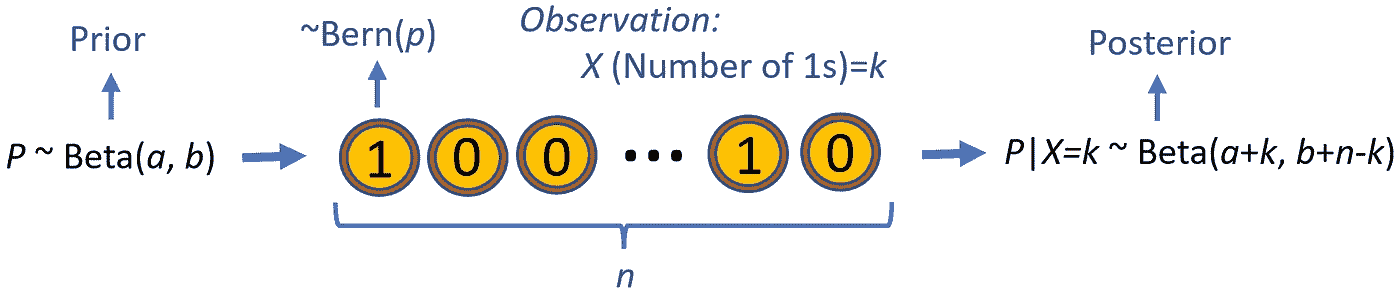 Prior
~Bern(p)
Observation:
X (Number of 1s)=k
Posterior
P ~ Beta(a, b)
1 0 0 ··· 1 0
P|X=k ~ Beta(a+k, b+n-k)
n